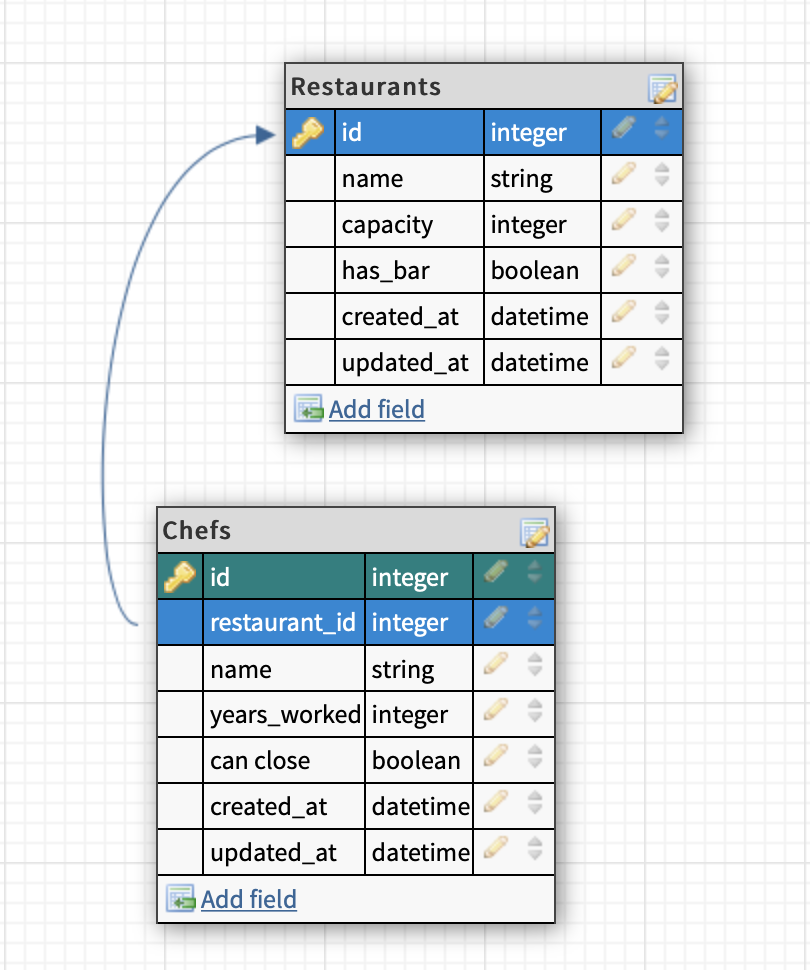 Restaurants
id integer
name string
capacity integer
has_bar boolean
created_at datetime
updated_at datetime
Add field
Chefs
id integer
restaurant_id integer
name string
years_worked integer
can close boolean
created_at datetime
updated_at datetime
Add field